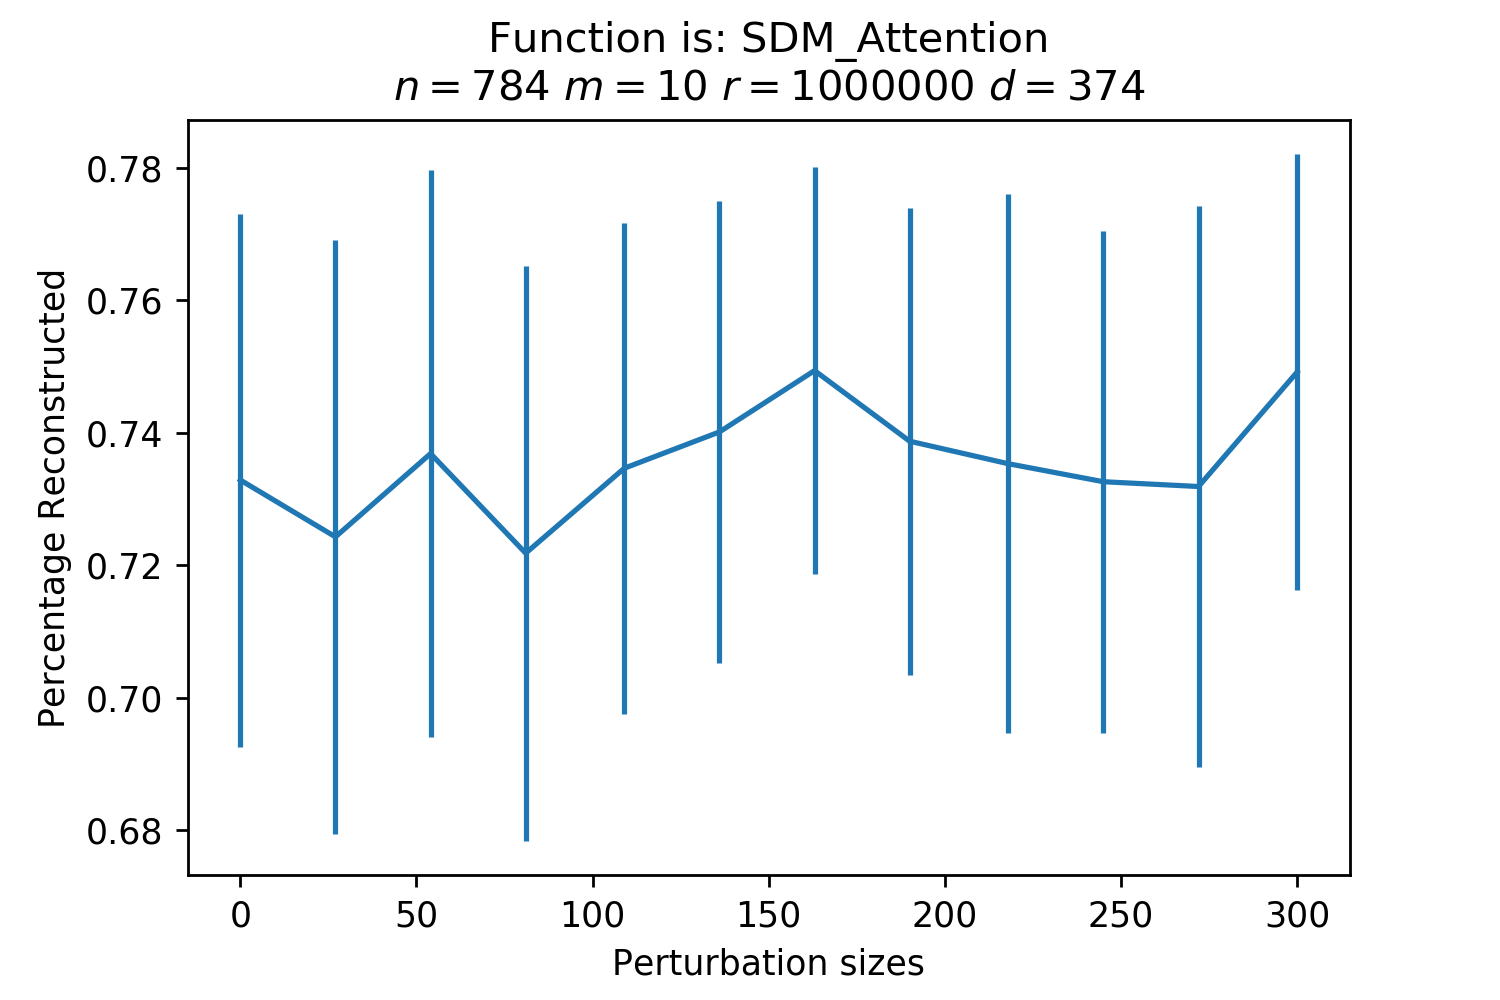 Function is: SDM_Attention
n = 784 m = 10 r = 1000000 d = 374
Percentage Reconstructed
0.78
0.76
0.74
0.72
0.70
0.68
0 50 100 150 200 250 300
Perturbation sizes